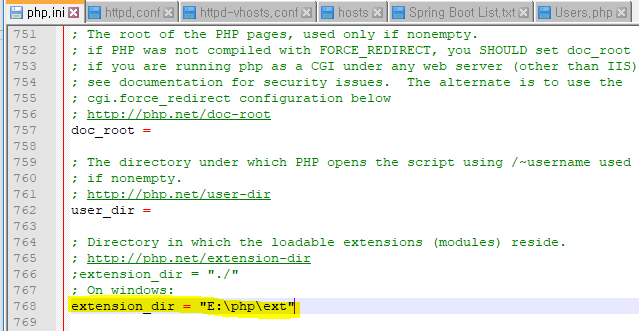 php.ini
httpd.conf
httpd-vhosts.conf
hosts
Spring Boot List.txt
Users.php
751 ; The root of the PHP pages, used only if nonempty.
752 ; if PHP was not compiled with FORCE_REDIRECT, you SHOULD set doc_root
753 ; if you are running php as a CGI under any web server (other than IIS)
754 ; see documentation for security issues.  The alternate is to use the
755 ; cgi.force_redirect configuration below
756 ; http://php.net/doc-root
757 doc_root =
758
759 ; The directory under which PHP opens the script using /~username used
760 ; if nonempty.
761 ; http://php.net/user-dir
762 user_dir =
763
764 ; Directory in which the loadable extensions (modules) reside.
765 ; http://php.net/extension-dir
766 ;extension_dir = "./"
767 ; On windows:
768 extension_dir = "E:\php\ext"
769